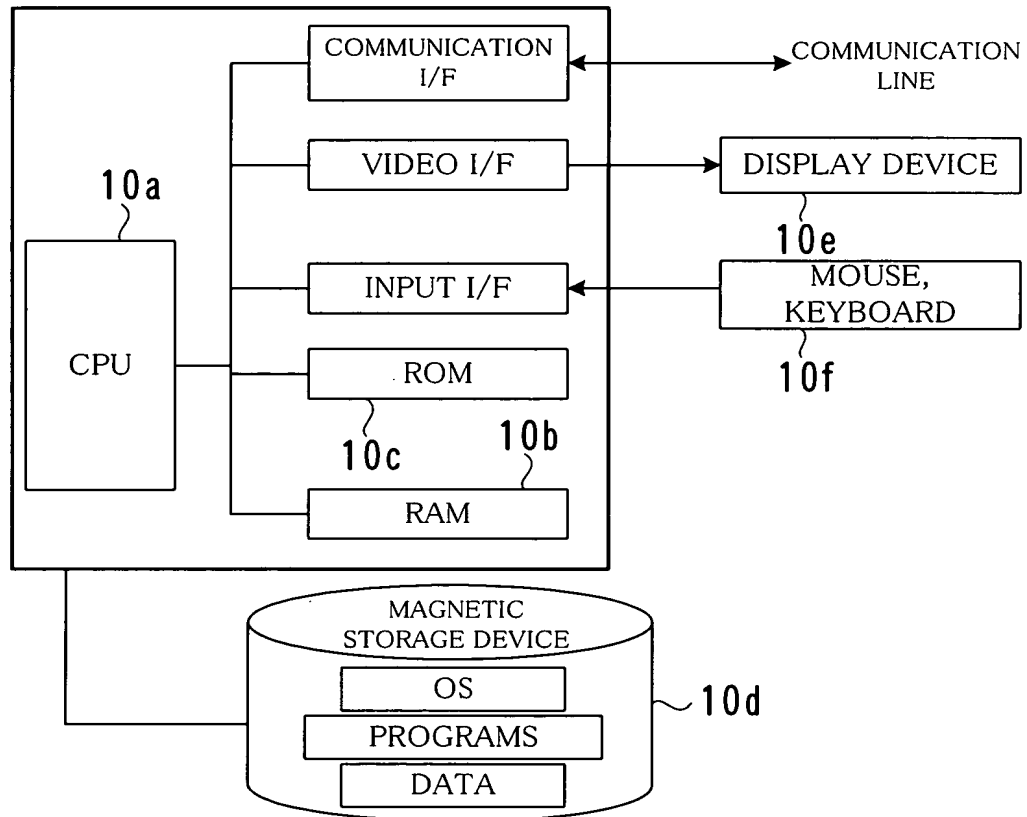 COMMUNICATION
I/F
COMMUNICATION
LINE
VIDEO I/F
DISPLAY DEVICE
10a
10e
INPUT I/F
MOUSE,
KEYBOARD
CPU
ROM
10f
10c
10b
RAM
MAGNETIC
STORAGE DEVICE
OS
10d
PROGRAMS
DATA